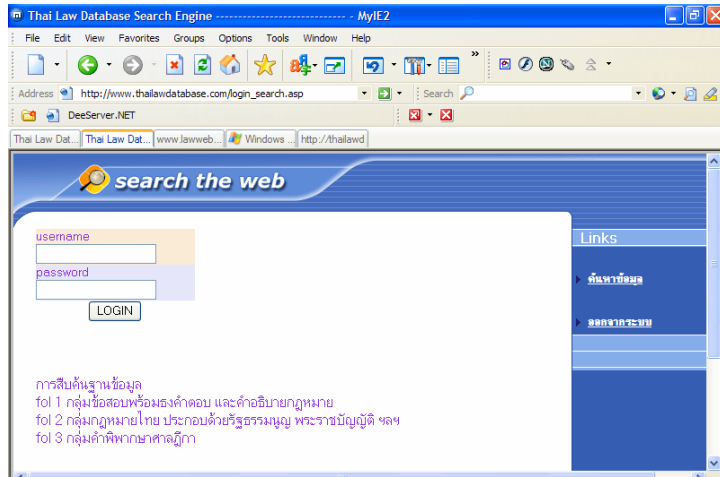 Thai Law Database Search Engine ---------------------------- - MyIE2
File Edit View Favorites Groups Options Tools Window Help
Address http://www.thailawdatabase.com/login_search.asp Search
DeeServer.NET
Thai Law Dat... Thai Law Dat... www.lawweb... Windows ... http://thailawd
search the web
username
password
LOGIN
Links
ค้นหาข้อมูล
ออกจากระบบ
การสืบค้นฐานข้อมูล
fol 1 กลุ่มข้อสอบพร้อมธงคำตอบ และคำอธิบายกฎหมาย
fol 2 กลุ่มกฎหมายไทย ประกอบด้วยรัฐธรรมนูญ พระราชบัญญัติ ฯลฯ
fol 3 กลุ่มคำพิพากษาศาลฎีกา